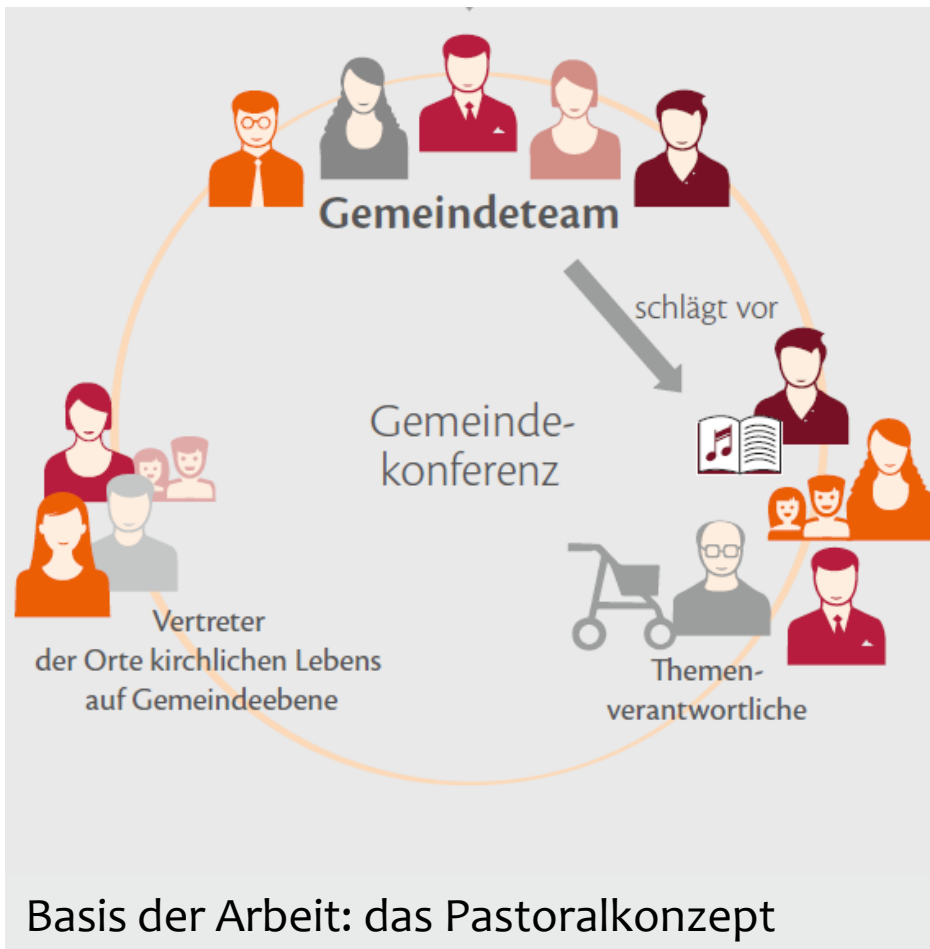 Gemeindeteam
schlägt vor
Gemeinde-
konferenz
Vertreter
der Orte kirchlichen Lebens
auf Gemeindeebene
Themen-
verantwortliche
Basis der Arbeit: das Pastoralkonzept